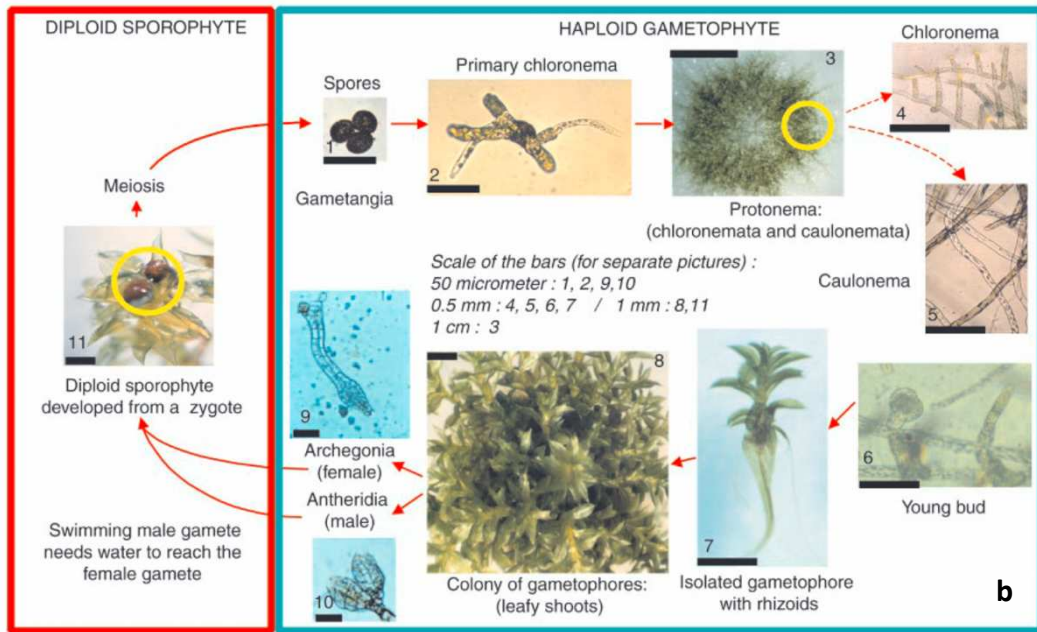 DIPLOID SPOROPHYTE
Meiosis
11
Diploid sporophyte
developed from a zygote
Swimming male gamete
needs water to reach the
female gamete
HAPLOID GAMETOPHYTE
Spores
1
Gametangia
Primary chloronema
2
3
Protonema:
(chloronemata and caulonemata)
Chloronema
4
Caulonema
5
Scale of the bars (for separate pictures) :
50 micrometer : 1, 2, 9,10
0.5 mm : 4, 5, 6, 7 / 1 mm : 8,11
1 cm : 3
6
Young bud
7
Isolated gametophore
with rhizoids
8
Colony of gametophores:
(leafy shoots)
9
Archegonia
(female)
Antheridia
(male)
10
b